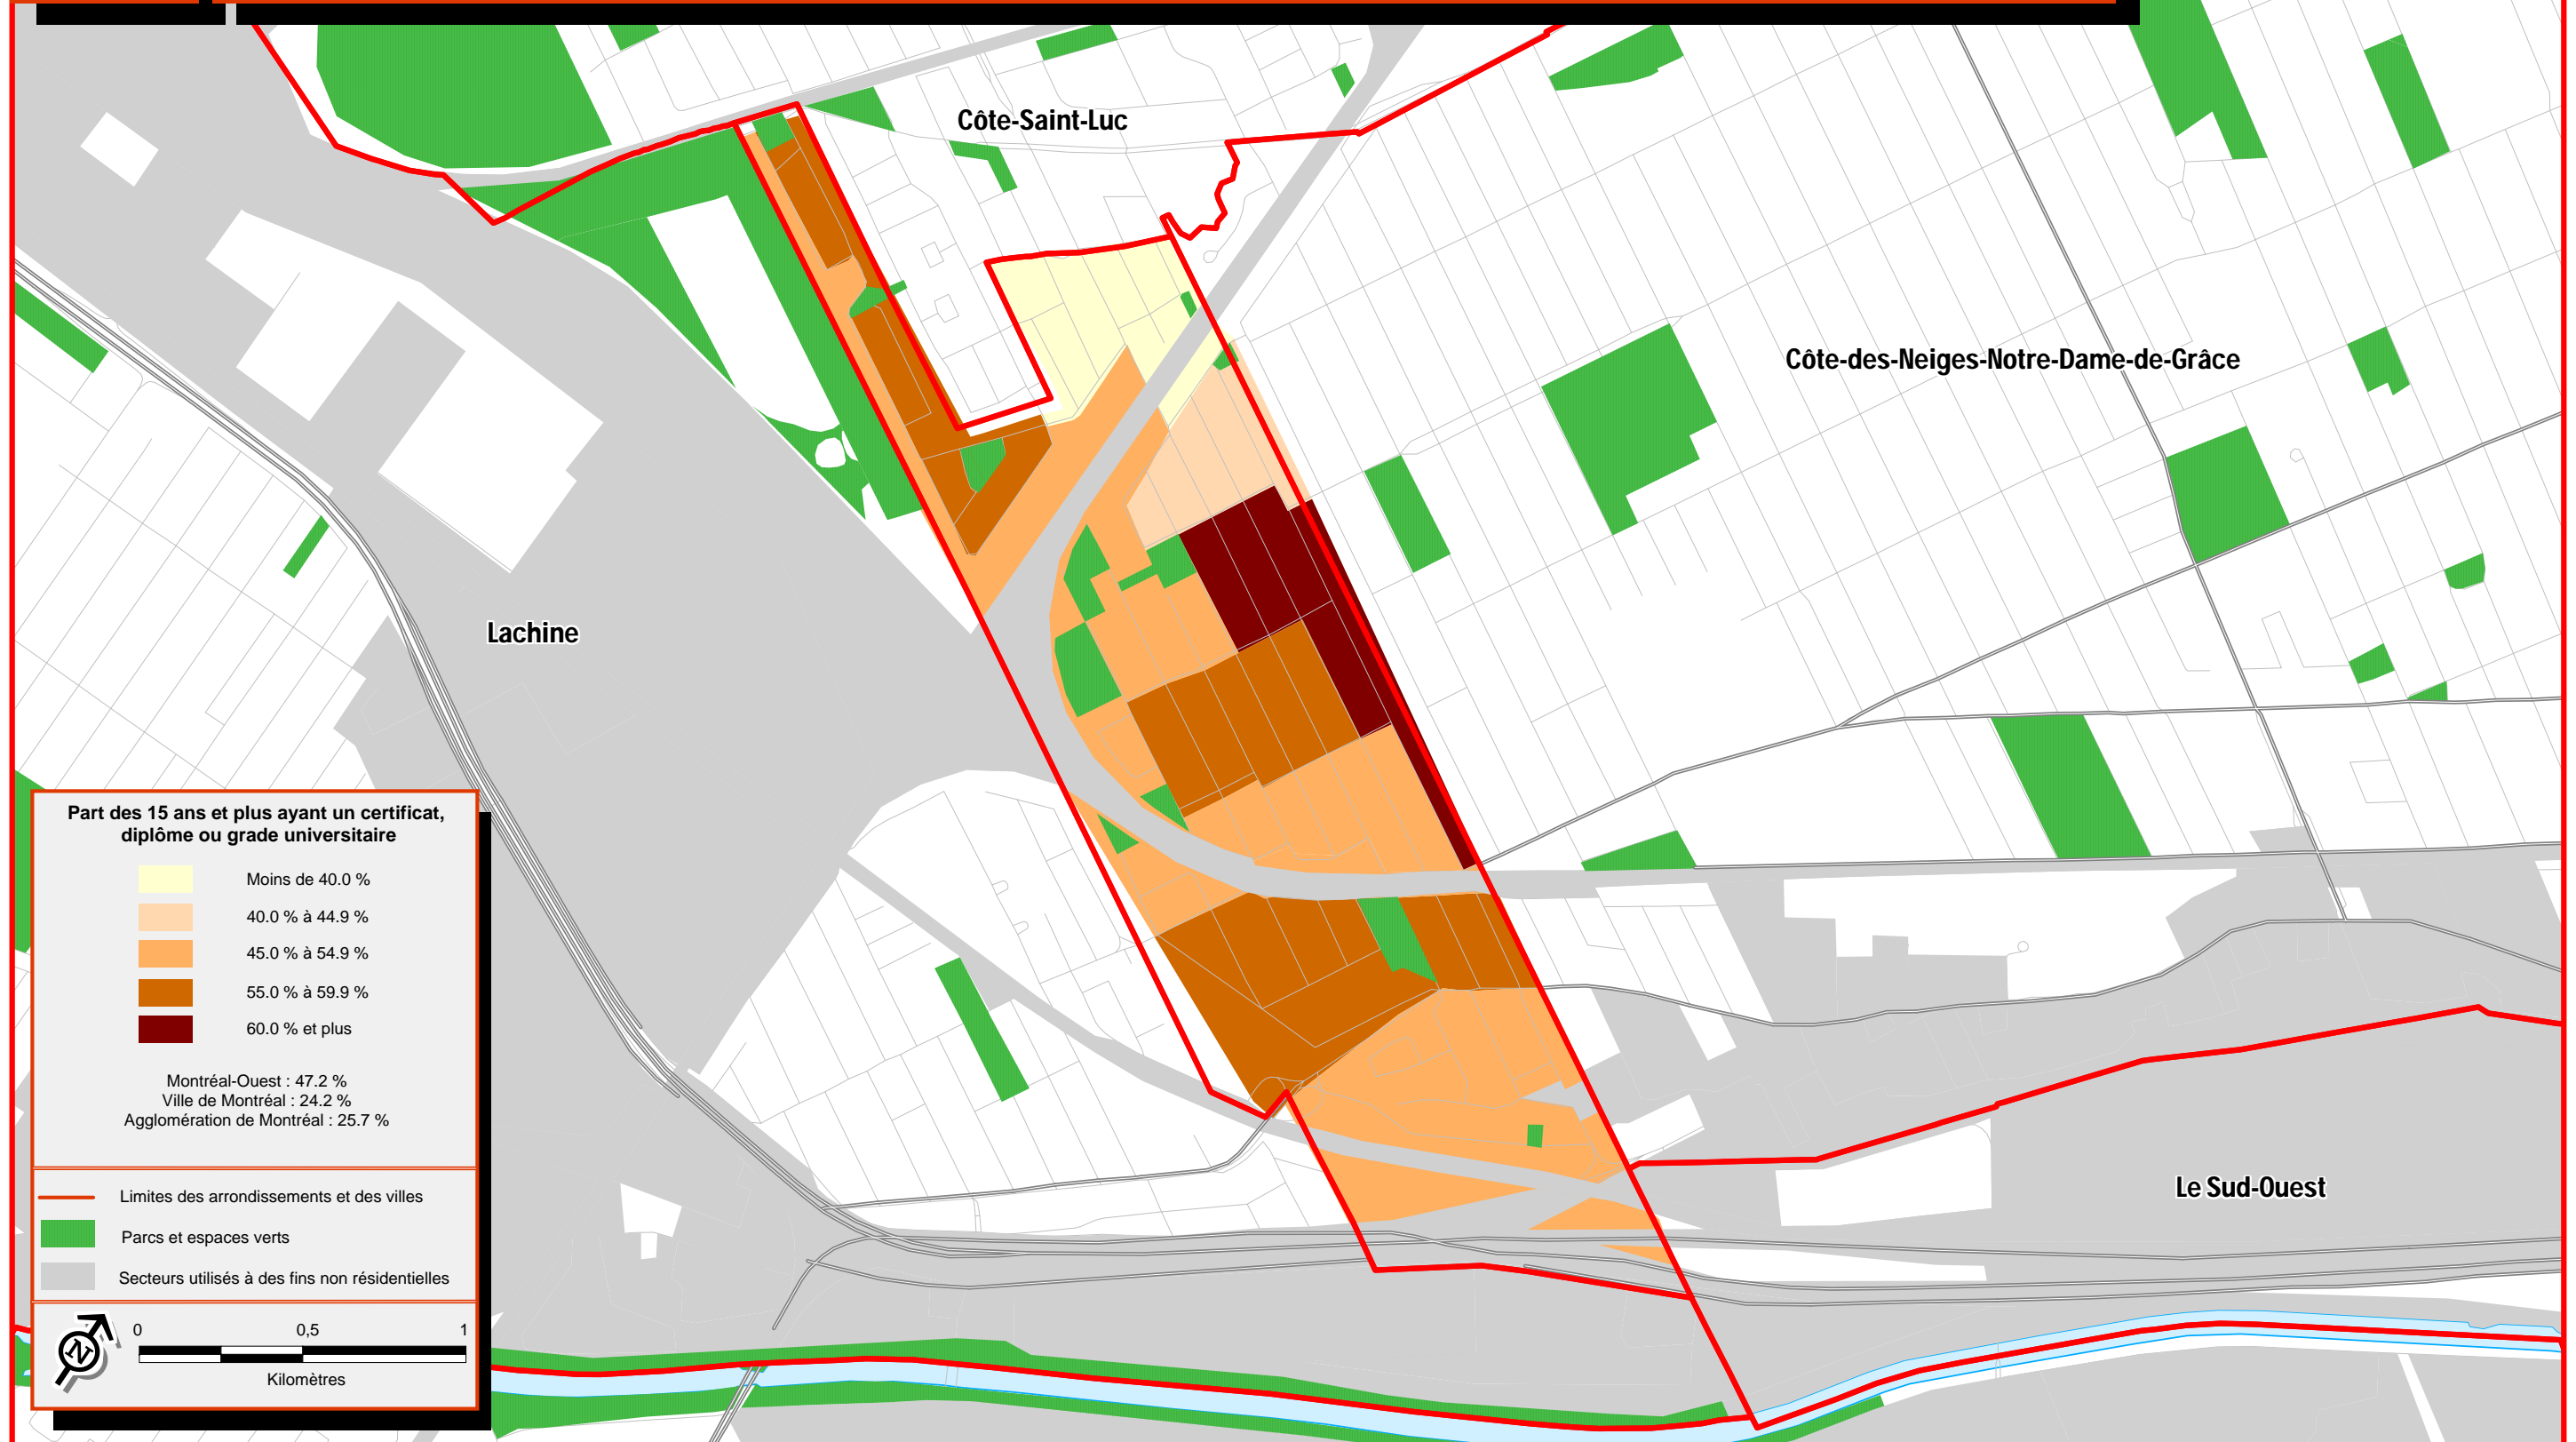 Côte-Saint-Luc
Côte-des-Neiges-Notre-Dame-de-Grâce
Lachine
Le Sud-Ouest
Part des 15 ans et plus ayant un certificat,
diplôme ou grade universitaire
Moins de 40.0 %
40.0 % à 44.9 %
45.0 % à 54.9 %
55.0 % à 59.9 %
60.0 % et plus
Montréal-Ouest : 47.2 %
Ville de Montréal : 24.2 %
Agglomération de Montréal : 25.7 %
Limites des arrondissements et des villes
Parcs et espaces verts
Secteurs utilisés à des fins non résidentielles
N
0 0,5 1
Kilomètres